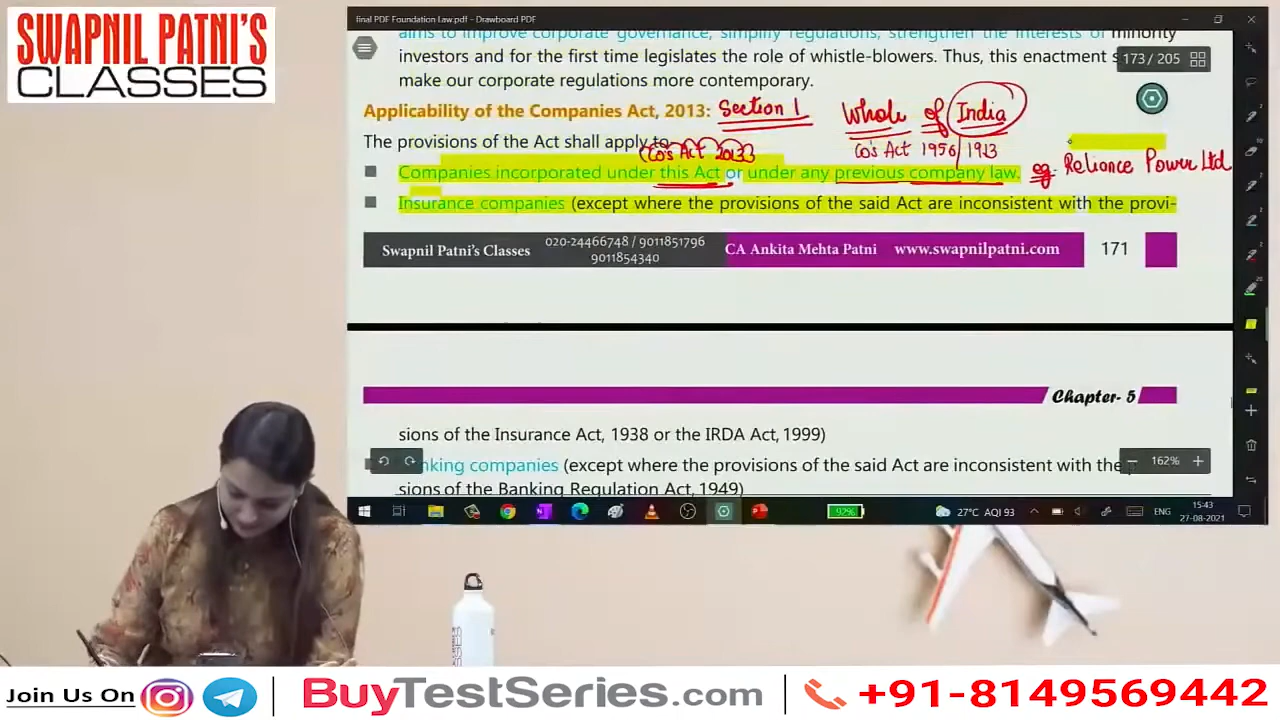 SWAPNIL PATNI'S
CLASSES
final PDF Foundation Law.pdf - Drawboard PDF
aims to improve corporate governance, simplify regulations, strengthen the interests of minority
investors and for the first time legislates the role of whistle-blowers. Thus, this enactment s
173 / 205
make our corporate regulations more contemporary.
Applicability of the Companies Act, 2013: Section 1 Whole of India
The provisions of the Act shall apply to
Co's Act 2013 Co's Act 1956/1913
Companies incorporated under this Act or under any previous company law. eg. Reliance Power Ltd
Insurance companies (except where the provisions of the said Act are inconsistent with the provi-
Swapnil Patni's Classes 020-24466748 / 9011851796 CA Ankita Mehta Patni www.swapnilpatni.com 171
9011854340
Chapter- 5
sions of the Insurance Act, 1938 or the IRDA Act, 1999)
nking companies (except where the provisions of the said Act are inconsistent with the
162%
sions of the Banking Regulation Act, 1949)
92% 27°C AQI 93 ENG 15:43
27-08-2021
Join Us On BuyTestSeries.com +91-8149569442